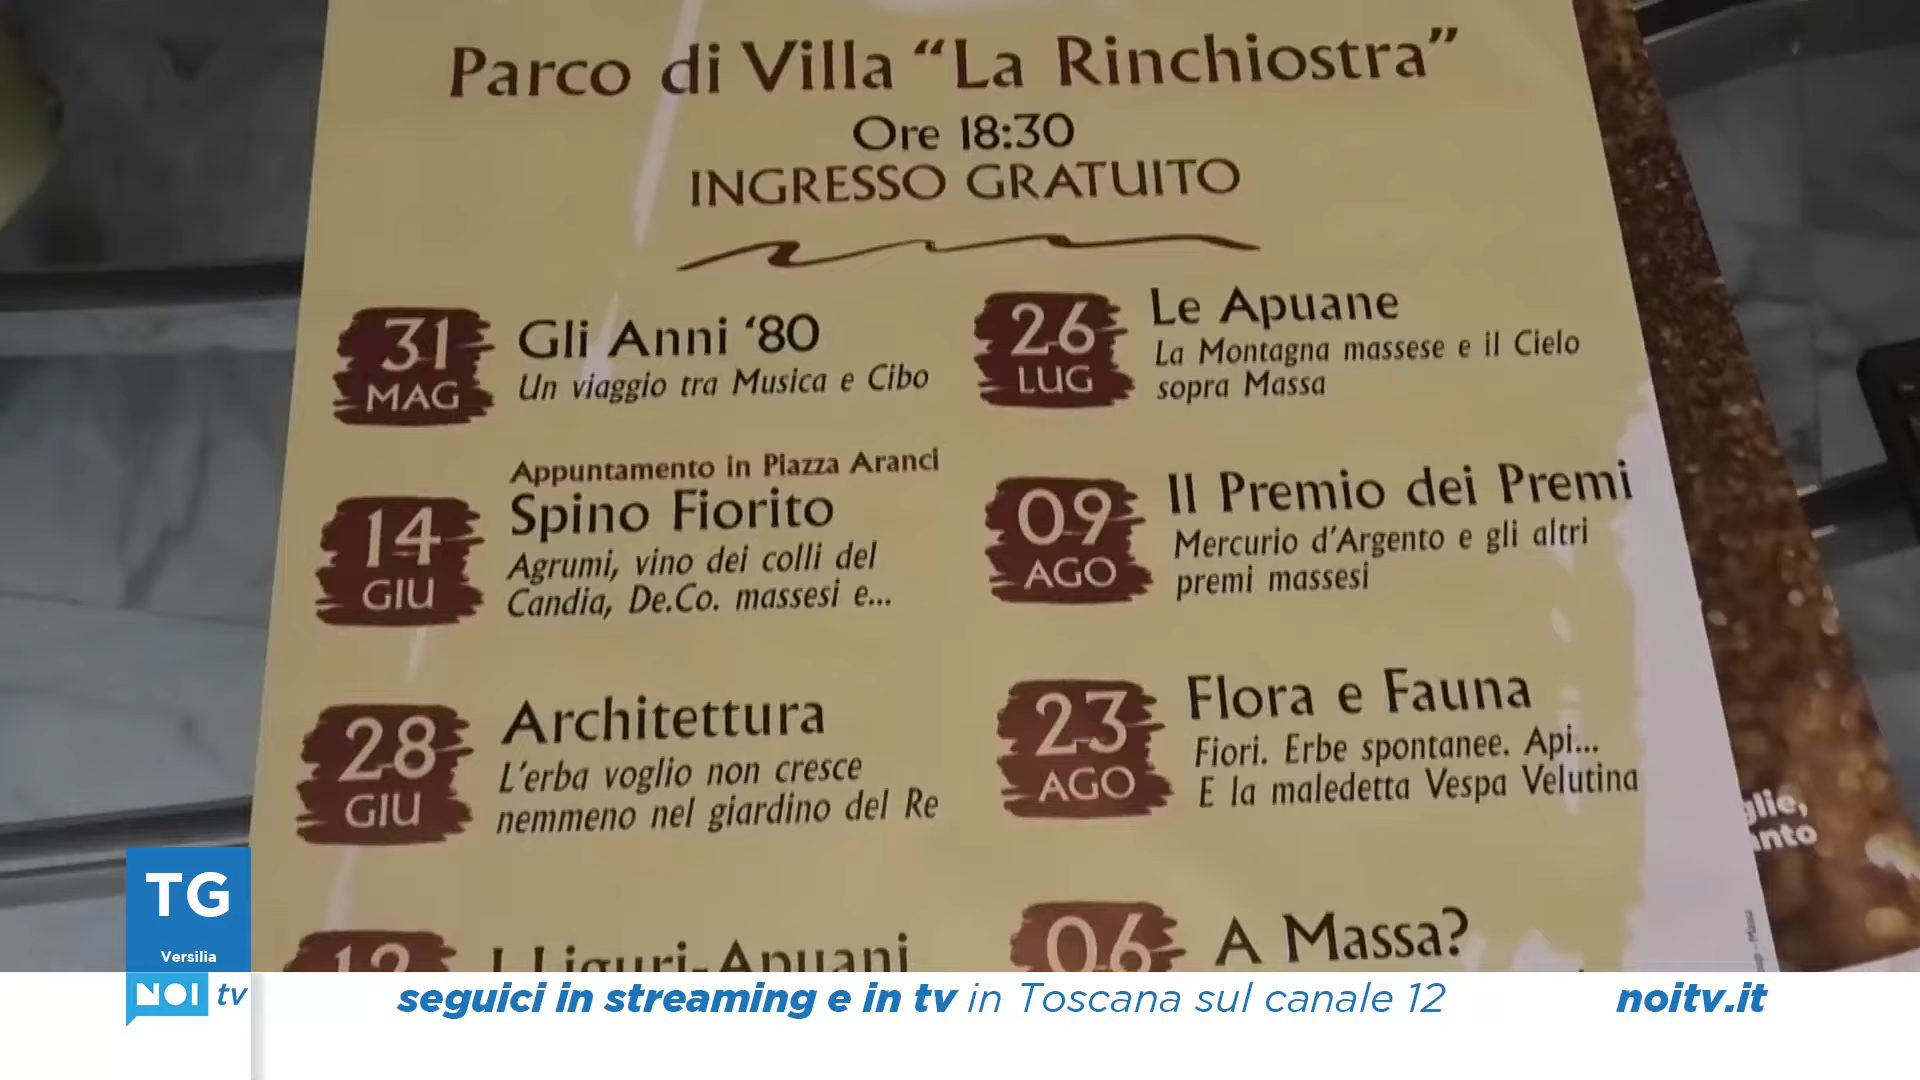 Parco di Villa “La Rinchiostra”
Ore 18:30
INGRESSO GRATUITO
31
MAG
Gli Anni ‘80
Un viaggio tra Musica e Cibo
14
GIU
Appuntamento in Piazza Aranci
Spino Fiorito
Agrumi, vino dei colli del
Candia, De.Co. massesi e...
28
GIU
Architettura
L’erba voglio non cresce
nemmeno nel giardino del Re
12
I Liguri-Apuani
26
LUG
Le Apuane
La Montagna massese e il Cielo
sopra Massa
09
AGO
Il Premio dei Premi
Mercurio d’Argento e gli altri
premi massesi
23
AGO
Flora e Fauna
Fiori. Erbe spontanee. Api...
E la maledetta Vespa Velutina
06
A Massa?
TG
Versilia
NOI tv
seguici in streaming e in tv in Toscana sul canale 12
noitv.it